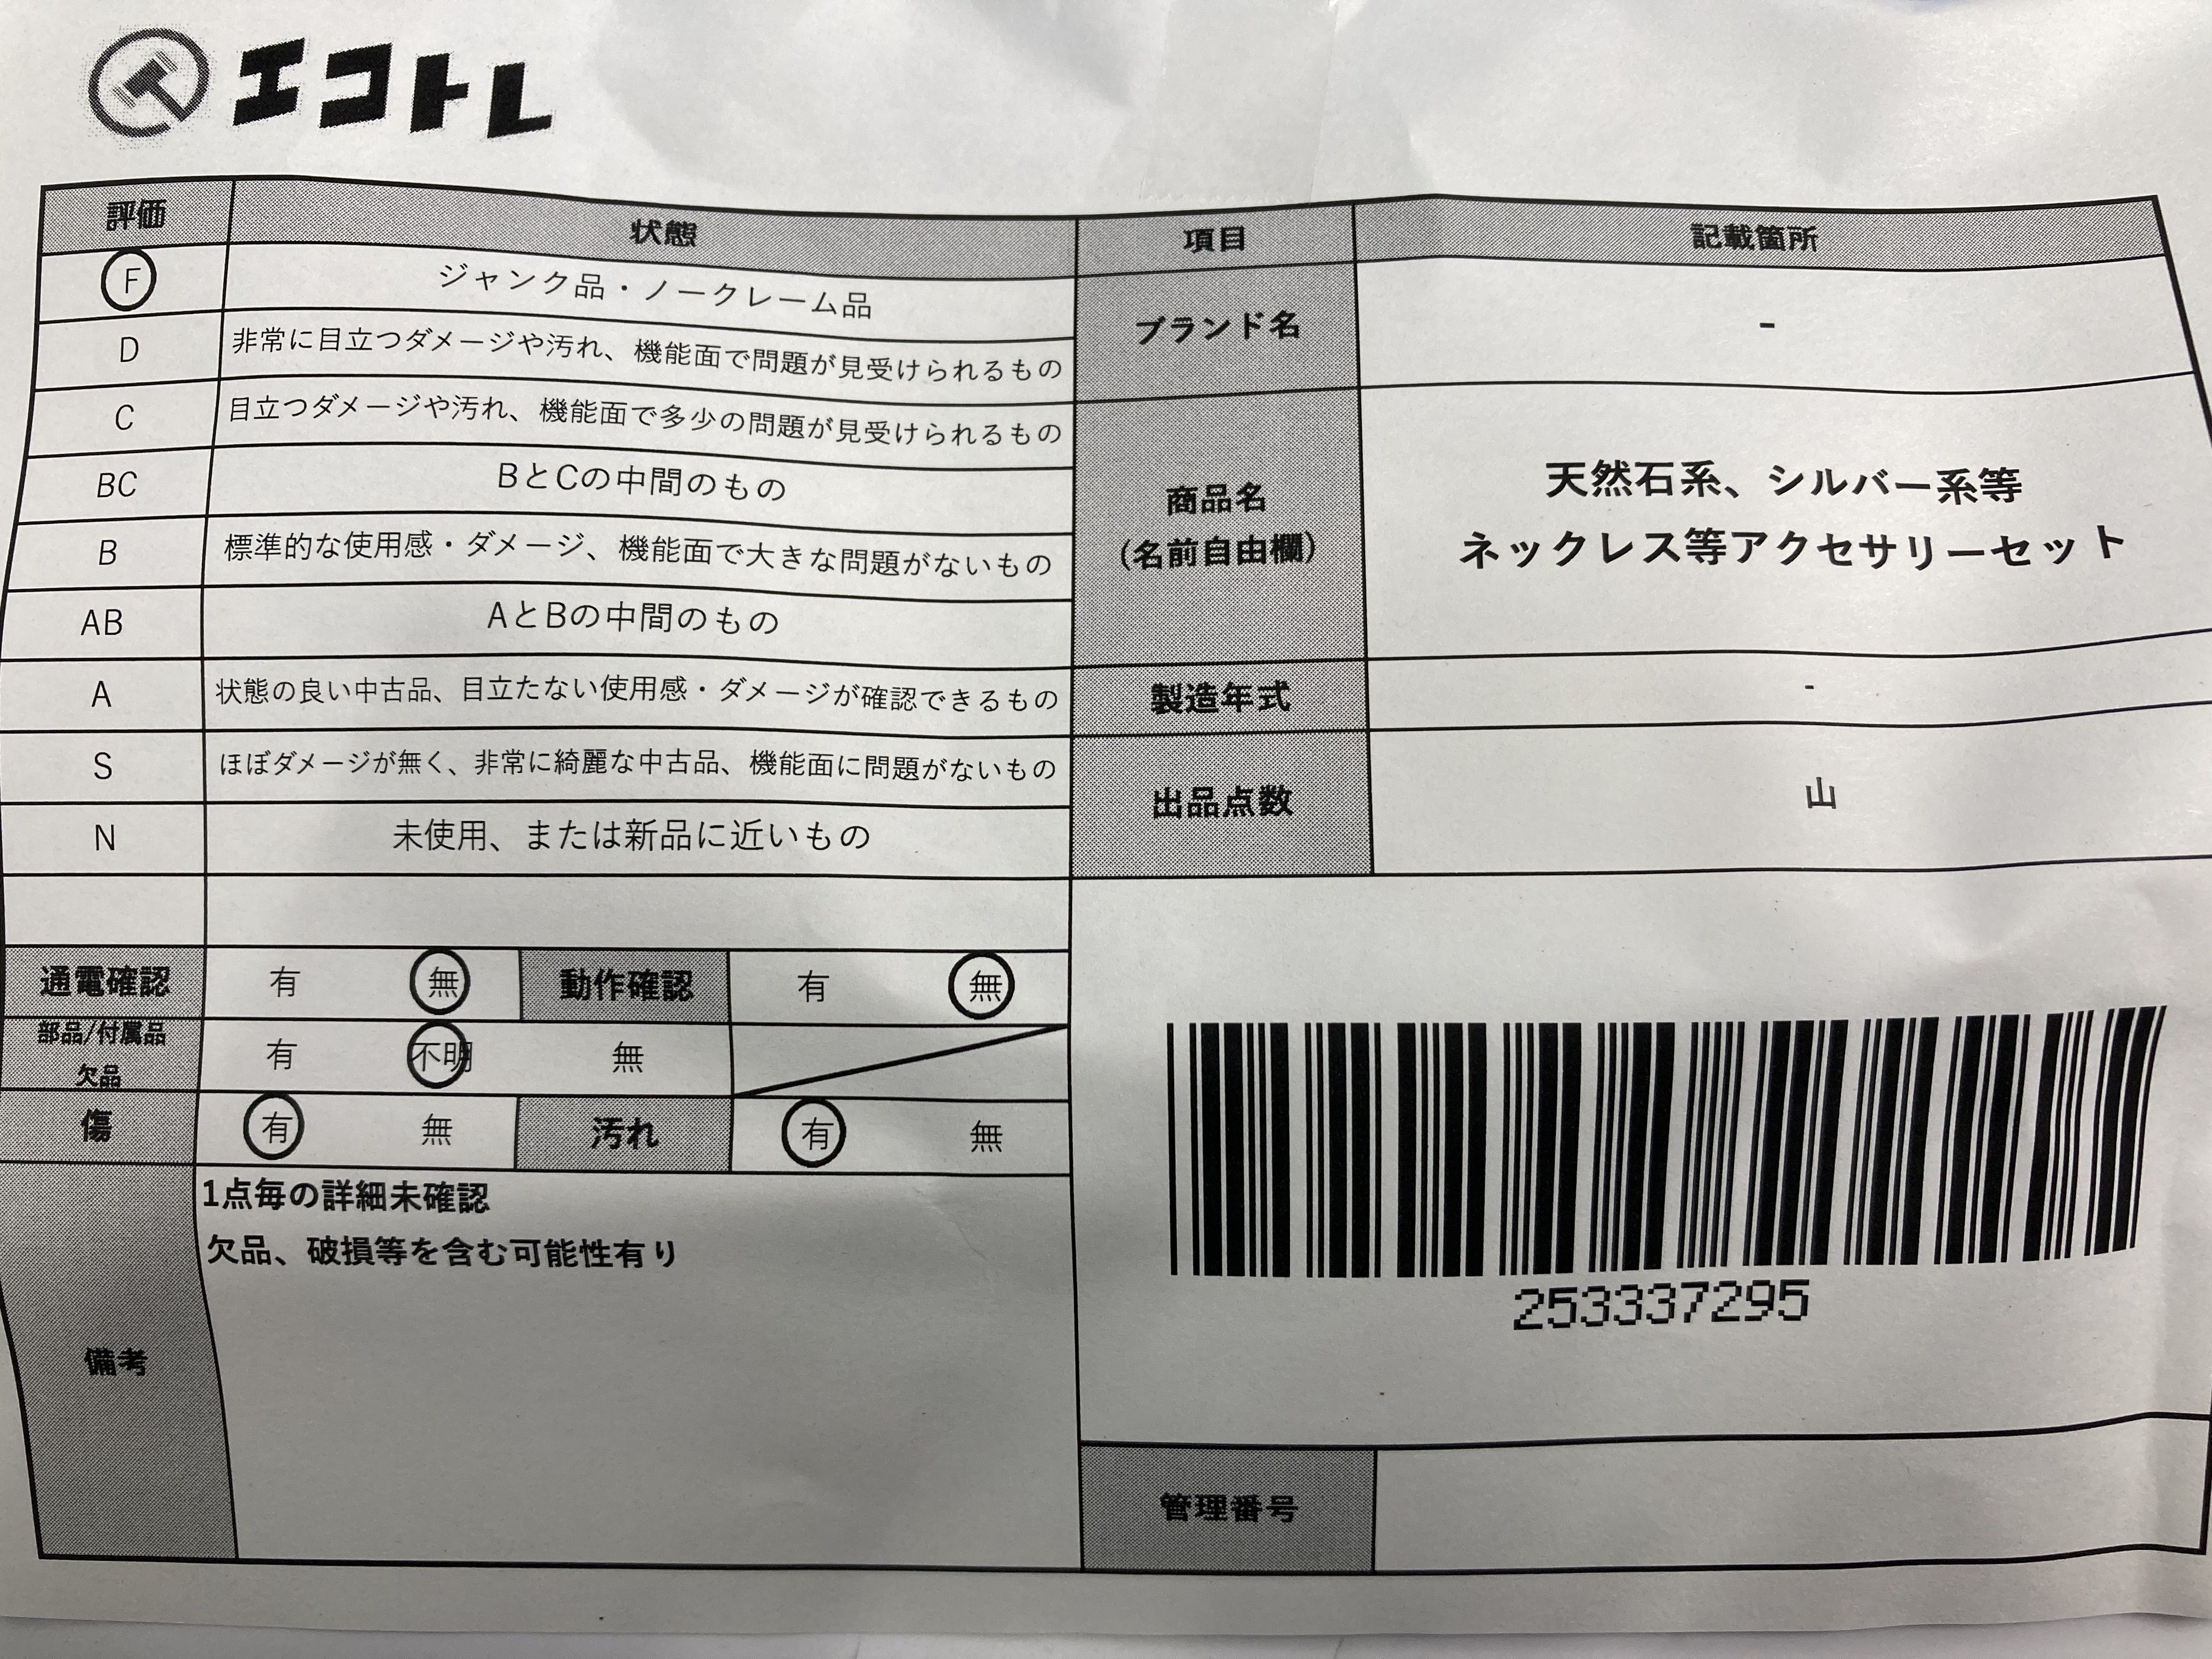 エコトレ
評価 状態
F ジャンク品・ノークレーム品
D 非常に目立つダメージや汚れ、機能面で問題が見受けられるもの
C 目立つダメージや汚れ、機能面で多少の問題が見受けられるもの
BC BとCの中間のもの
B 標準的な使用感・ダメージ、機能面で大きな問題がないもの
AB AとBの中間のもの
A 状態の良い中古品、目立たない使用感・ダメージが確認できるもの
S ほぼダメージが無く、非常に綺麗な中古品、機能面に問題がないもの
N 未使用、または新品に近いもの
通電確認 有 無 動作確認 有 無
部品/付属品
欠品
有 不明 無
傷 有 無 汚れ 有 無
備考
1点毎の詳細未確認
欠品、破損等を含む可能性有り
項目 記載箇所
ブランド名 -
商品名
(名前自由欄)
天然石系、シルバー系等
ネックレス等アクセサリーセット
製造年式 -
出品点数 山
253337295
管理番号